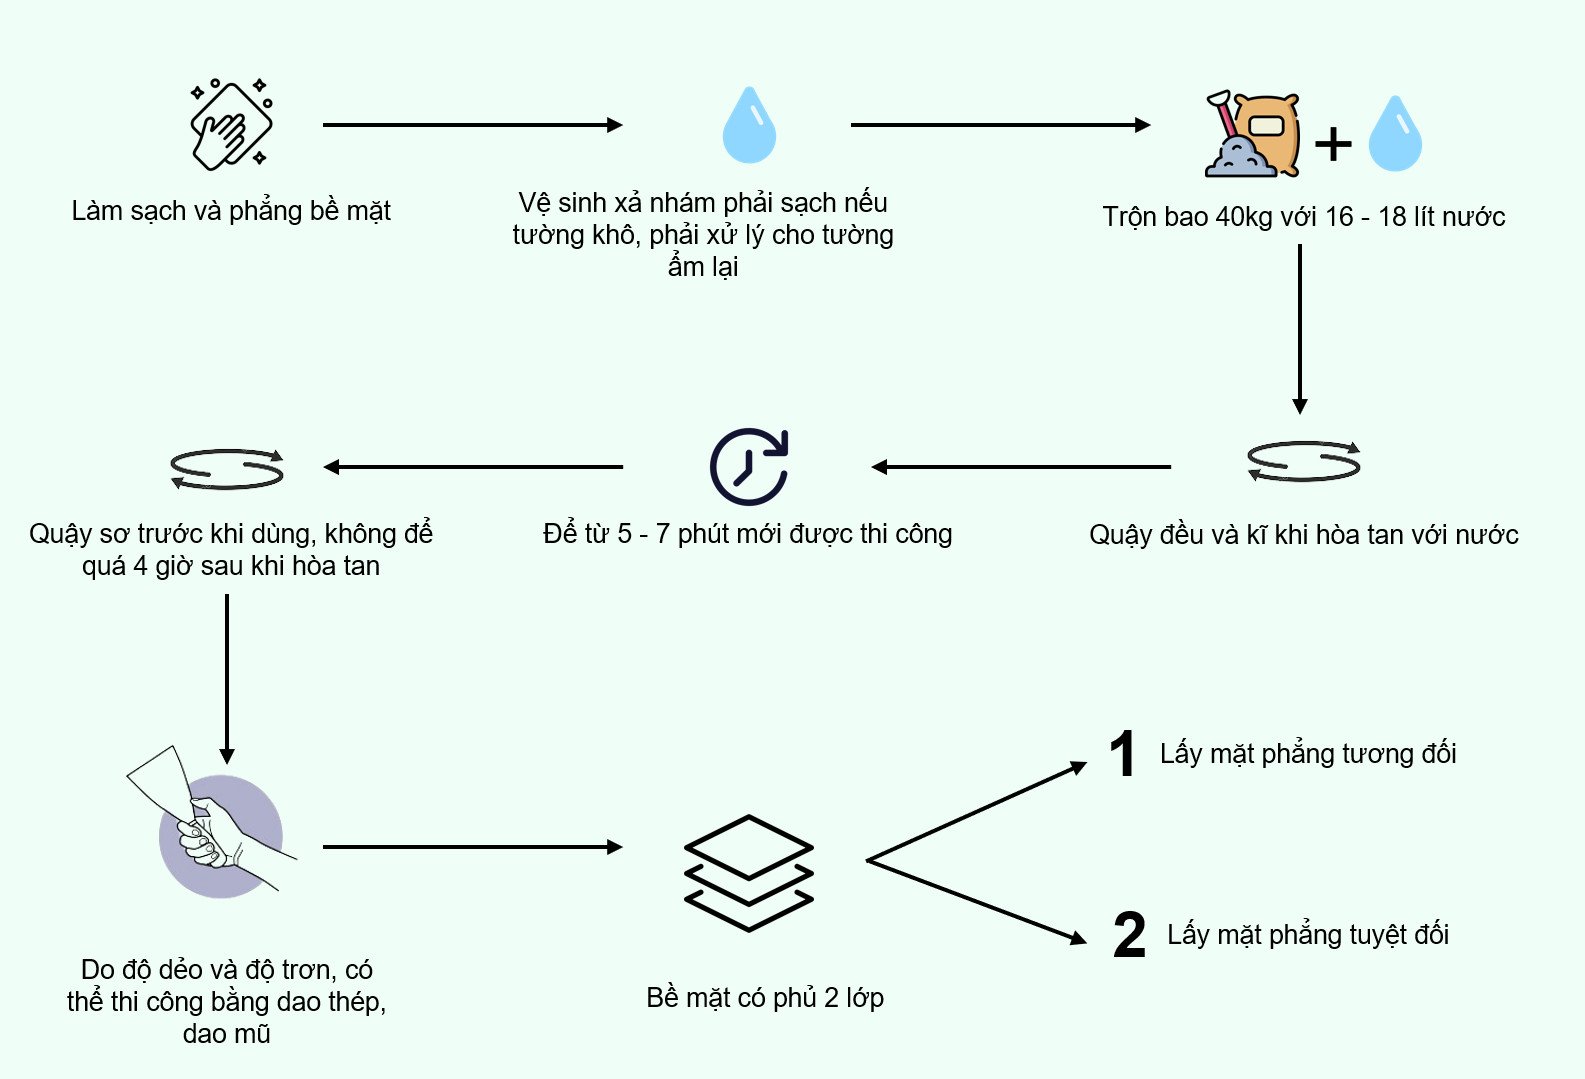 Làm sạch và phẳng bề mặt
Vệ sinh xả nhám phải sạch nếu
tường khô, phải xử lý cho tường
ẩm lại
+
Trộn bao 40kg với 16 - 18 lít nước
Quậy sơ trước khi dùng, không để
quá 4 giờ sau khi hòa tan
Để từ 5 - 7 phút mới được thi công
Quậy đều và kĩ khi hòa tan với nước
Do độ dẻo và độ trơn, có
thể thi công bằng dao thép,
dao mũ
Bề mặt có phủ 2 lớp
1 Lấy mặt phẳng tương đối
2 Lấy mặt phẳng tuyệt đối